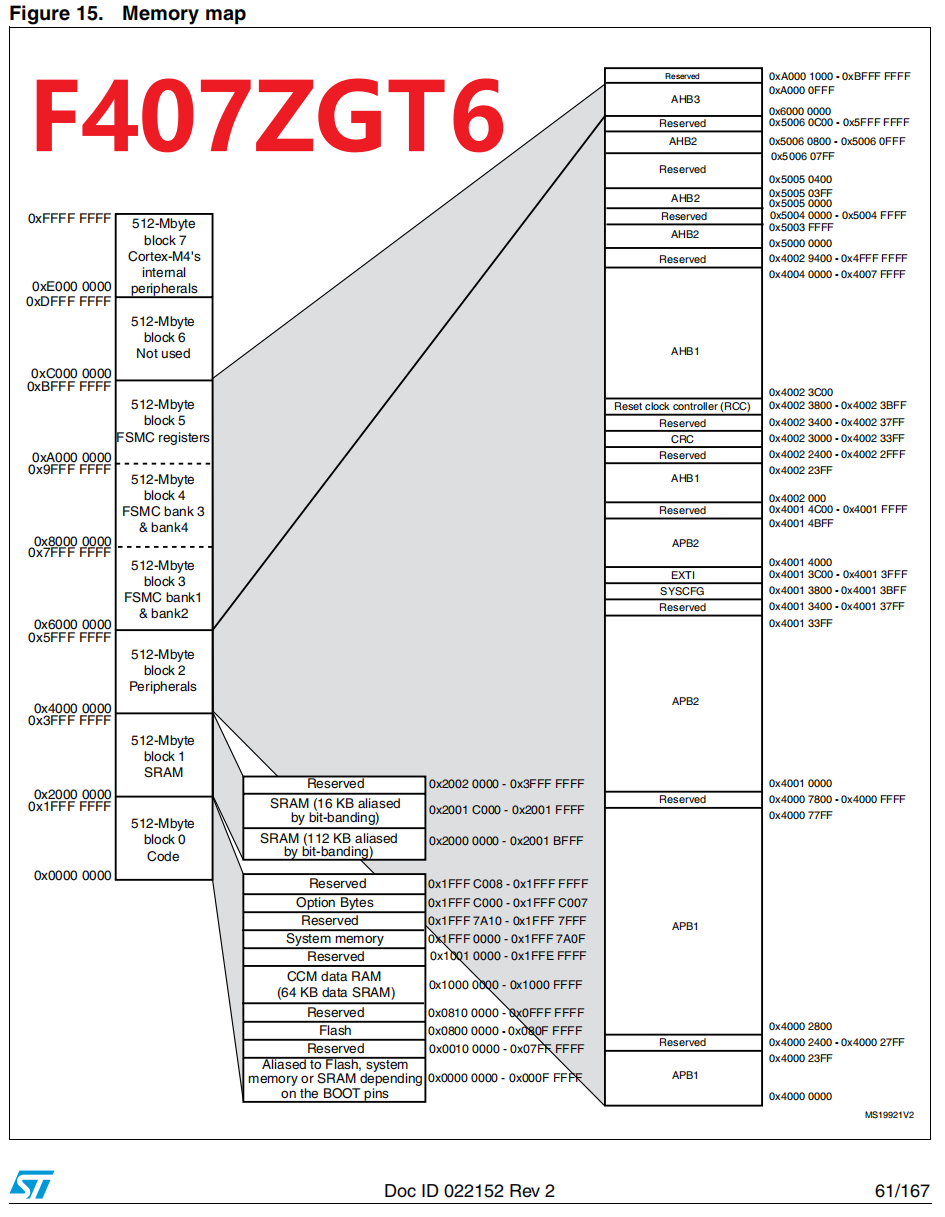 Figure 15. Memory map
F407ZGT6
0xFFFF FFFF
512-Mbyte
block 7
Cortex-M4's
internal
peripherals
0xE000 0000
0xDFFF FFFF
512-Mbyte
block 6
Not used
0xC000 0000
0xBFFF FFFF
512-Mbyte
block 5
FSMC registers
0xA000 0000
0x9FFF FFFF
512-Mbyte
block 4
FSMC bank 3
& bank4
0x8000 0000
0x7FFF FFFF
512-Mbyte
block 3
FSMC bank1
& bank2
0x6000 0000
0x5FFF FFFF
512-Mbyte
block 2
Peripherals
0x4000 0000
0x3FFF FFFF
512-Mbyte
block 1
SRAM
0x2000 0000
0x1FFF FFFF
512-Mbyte
block 0
Code
0x0000 0000
Reserved 0x2002 0000 - 0x3FFF FFFF
SRAM (16 KB aliased
by bit-banding)
0x2001 C000 - 0x2001 FFFF
SRAM (112 KB aliased
by bit-banding)
0x2000 0000 - 0x2001 BFFF
Reserved 0x1FFF C008 - 0x1FFF FFFF
Option Bytes 0x1FFF C000 - 0x1FFF C007
Reserved 0x1FFF 7A10 - 0x1FFF 7FFF
System memory 0x1FFF 0000 - 0x1FFF 7A0F
Reserved 0x1001 0000 - 0x1FFE FFFF
CCM data RAM
(64 KB data SRAM)
0x1000 0000 - 0x1000 FFFF
Reserved 0x0810 0000 - 0x0FFF FFFF
Flash 0x0800 0000 - 0x080F FFFF
Reserved 0x0010 0000 - 0x07FF FFFF
Aliased to Flash, system
memory or SRAM depending
on the BOOT pins
0x0000 0000 - 0x000F FFFF
Reserved 0xA000 1000 - 0xBFFF FFFF
0xA000 0FFF
AHB3
0x6000 0000
Reserved 0x5006 0C00 - 0x5FFF FFFF
AHB2 0x5006 0800 - 0x5006 0FFF
0x5006 07FF
Reserved
0x5005 0400
0x5005 03FF
AHB2
0x5005 0000
Reserved 0x5004 0000 - 0x5004 FFFF
0x5003 FFFF
AHB2
0x5000 0000
Reserved 0x4002 9400 - 0x4FFF FFFF
0x4004 0000 - 0x4007 FFFF
AHB1
0x4002 3C00
Reset clock controller (RCC) 0x4002 3800 - 0x4002 3BFF
Reserved 0x4002 3400 - 0x4002 37FF
CRC 0x4002 3000 - 0x4002 33FF
Reserved 0x4002 2400 - 0x4002 2FFF
0x4002 23FF
AHB1
0x4002 000
Reserved 0x4001 4C00 - 0x4001 FFFF
0x4001 4BFF
APB2
0x4001 4000
EXTI 0x4001 3C00 - 0x4001 3FFF
SYSCFG 0x4001 3800 - 0x4001 3BFF
Reserved 0x4001 3400 - 0x4001 37FF
0x4001 33FF
APB2
0x4001 0000
Reserved 0x4000 7800 - 0x4000 FFFF
0x4000 77FF
APB1
0x4000 2800
Reserved 0x4000 2400 - 0x4000 27FF
0x4000 23FF
APB1
0x4000 0000
MS19921V2
ST
Doc ID 022152 Rev 2
61/167